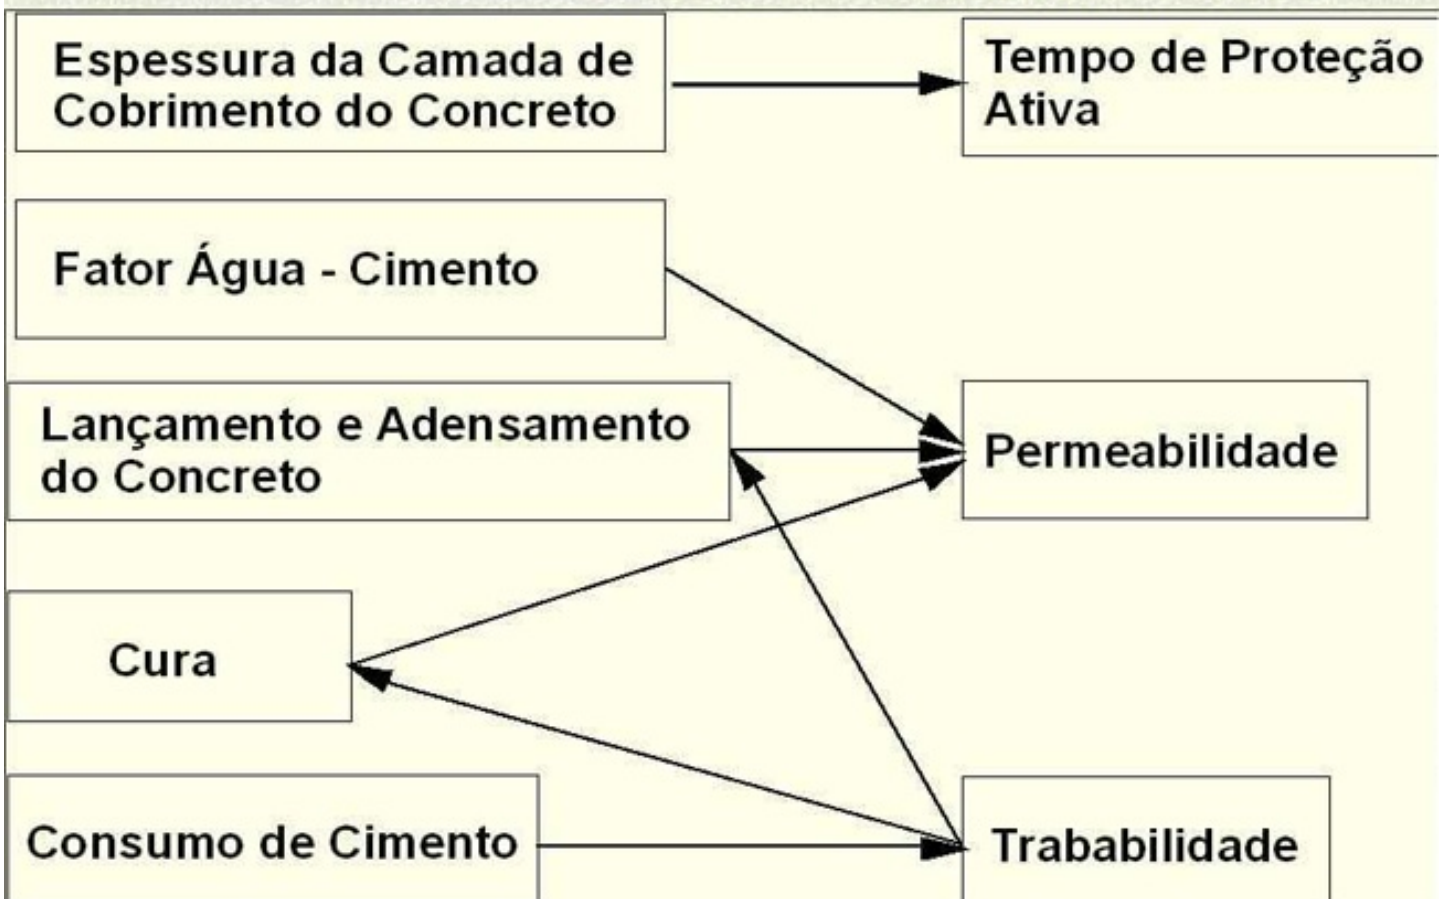 Espessura da Camada de
Cobrimento do Concreto
Tempo de Proteção
Ativa
Fator Água - Cimento
Lançamento e Adensamento
do Concreto
Permeabilidade
Cura
Consumo de Cimento
Trababilidade